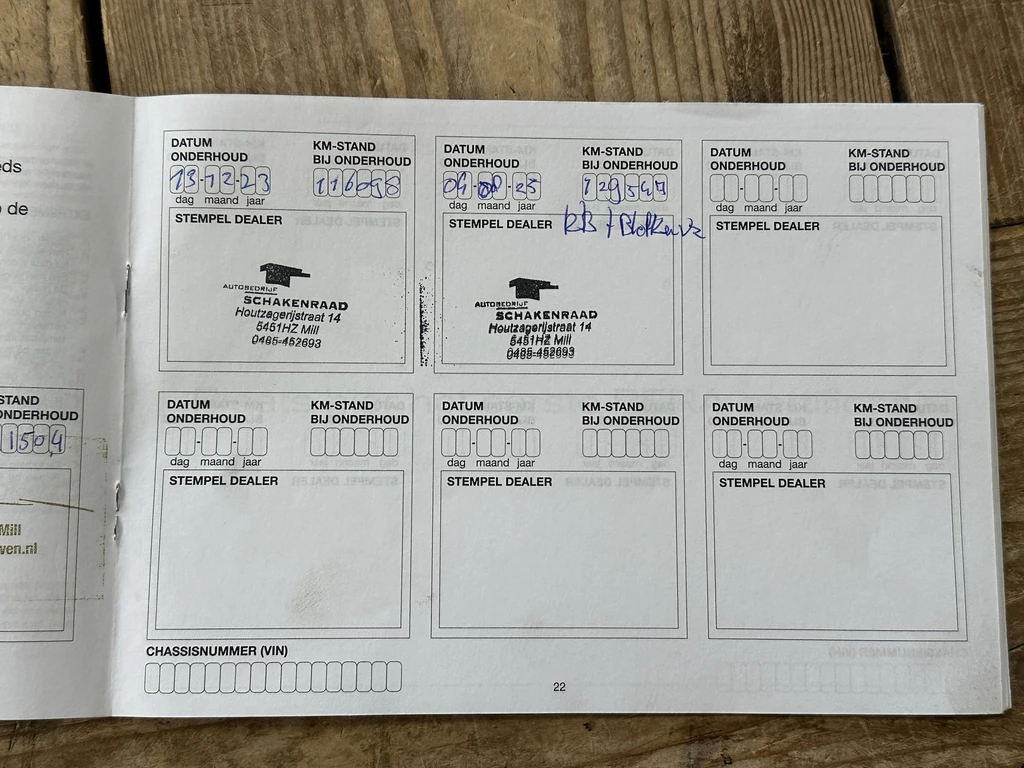 eds
de
STAND
ONDERHOUD
1504
Mill
ven.nl
DATUM ONDERHOUD
KM-STAND BIJ ONDERHOUD
13-12-23
116098
dag maand jaar
STEMPEL DEALER
AUTOBEDRIJF
SCHAKENRAAD
Houtzagerijstraat 14
5451HZ Mill
0485-452693
DATUM ONDERHOUD
KM-STAND BIJ ONDERHOUD
129547
dag maand jaar
STEMPEL DEALER
AUTOBEDRIJF
SCHAKENRAAD
Houtzagerijstraat 14
5451HZ Mill
0485-452693
DATUM ONDERHOUD
KM-STAND BIJ ONDERHOUD
dag maand jaar
STEMPEL DEALER
DATUM ONDERHOUD
KM-STAND BIJ ONDERHOUD
dag maand jaar
STEMPEL DEALER
DATUM ONDERHOUD
KM-STAND BIJ ONDERHOUD
dag maand jaar
STEMPEL DEALER
DATUM ONDERHOUD
KM-STAND BIJ ONDERHOUD
dag maand jaar
STEMPEL DEALER
CHASSISNUMMER (VIN)
22